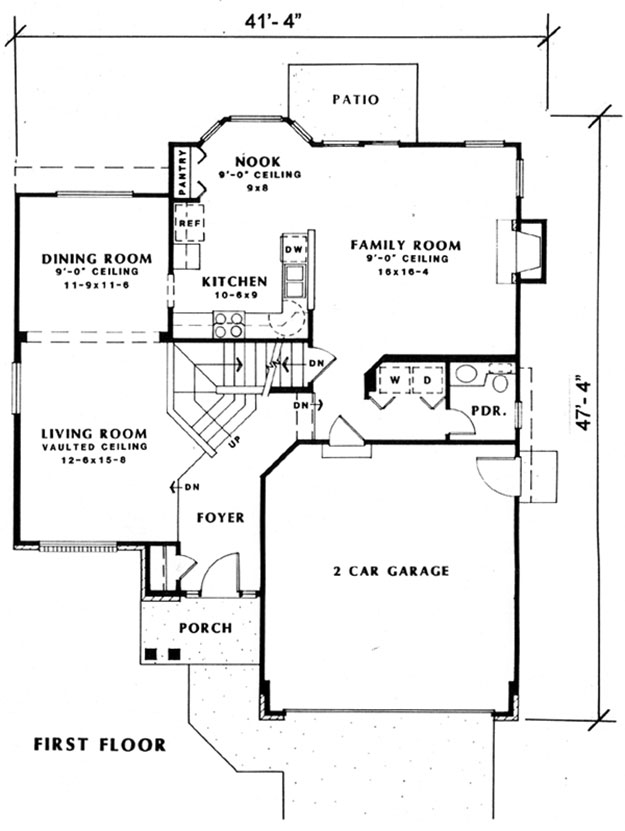 41'-4"
PATIO
NOOK
9'-0" CEILING
9x8
PANTRY
REF
DW
DINING ROOM
9'-0" CEILING
11-9x11-6
FAMILY ROOM
9'-0" CEILING
16x16-4
KITCHEN
10-6x9
DN
W
D
DN
PDR.
47'-4"
LIVING ROOM
VAULTED CEILING
12-6x15-8
UP
DN
FOYER
2 CAR GARAGE
PORCH
FIRST FLOOR